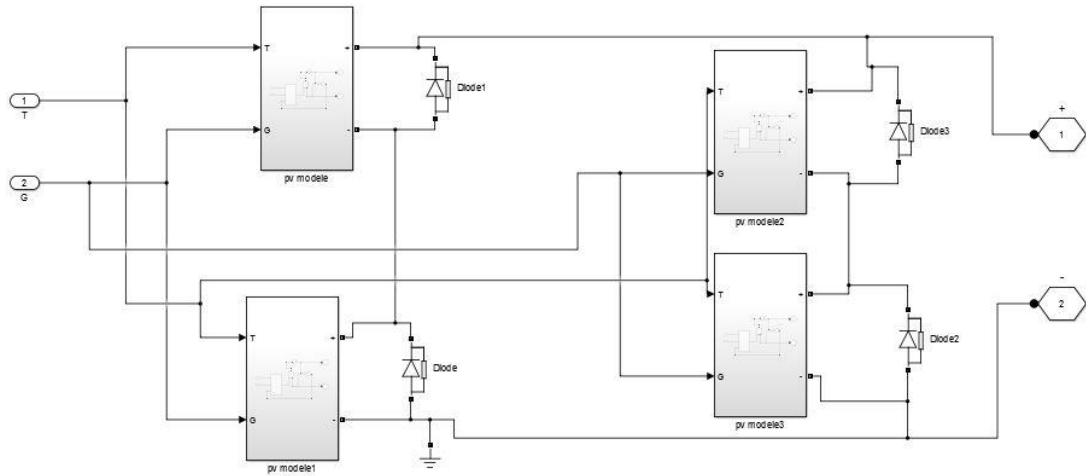 T
+
G
-
pv modele
Diode1
1
T
2
G
T
+
G
-
pv modele2
Diode3
+
1
T
+
G
-
pv modele3
Diode2
-
2
T
+
G
-
pv modele1
Diode